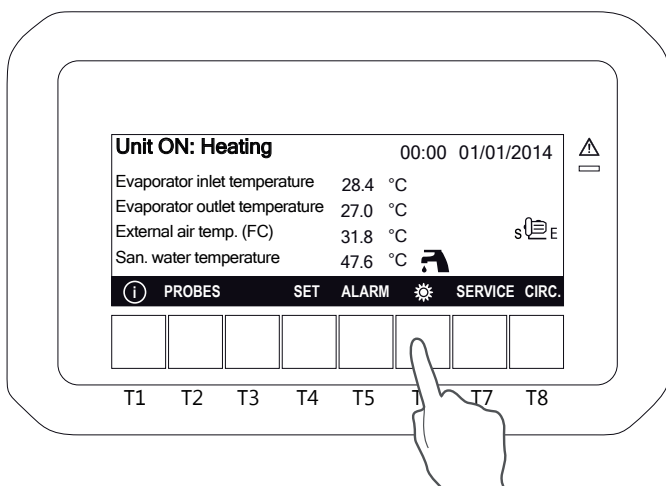 Unit ON: Heating 00:00 01/01/2014
Evaporator inlet temperature 28.4 °C
Evaporator outlet temperature 27.0 °C
External air temp. (FC) 31.8 °C
S E
San. water temperature 47.6 °C
i PROBES SET ALARM SERVICE CIRC.
T1 T2 T3 T4 T5 T T7 T8